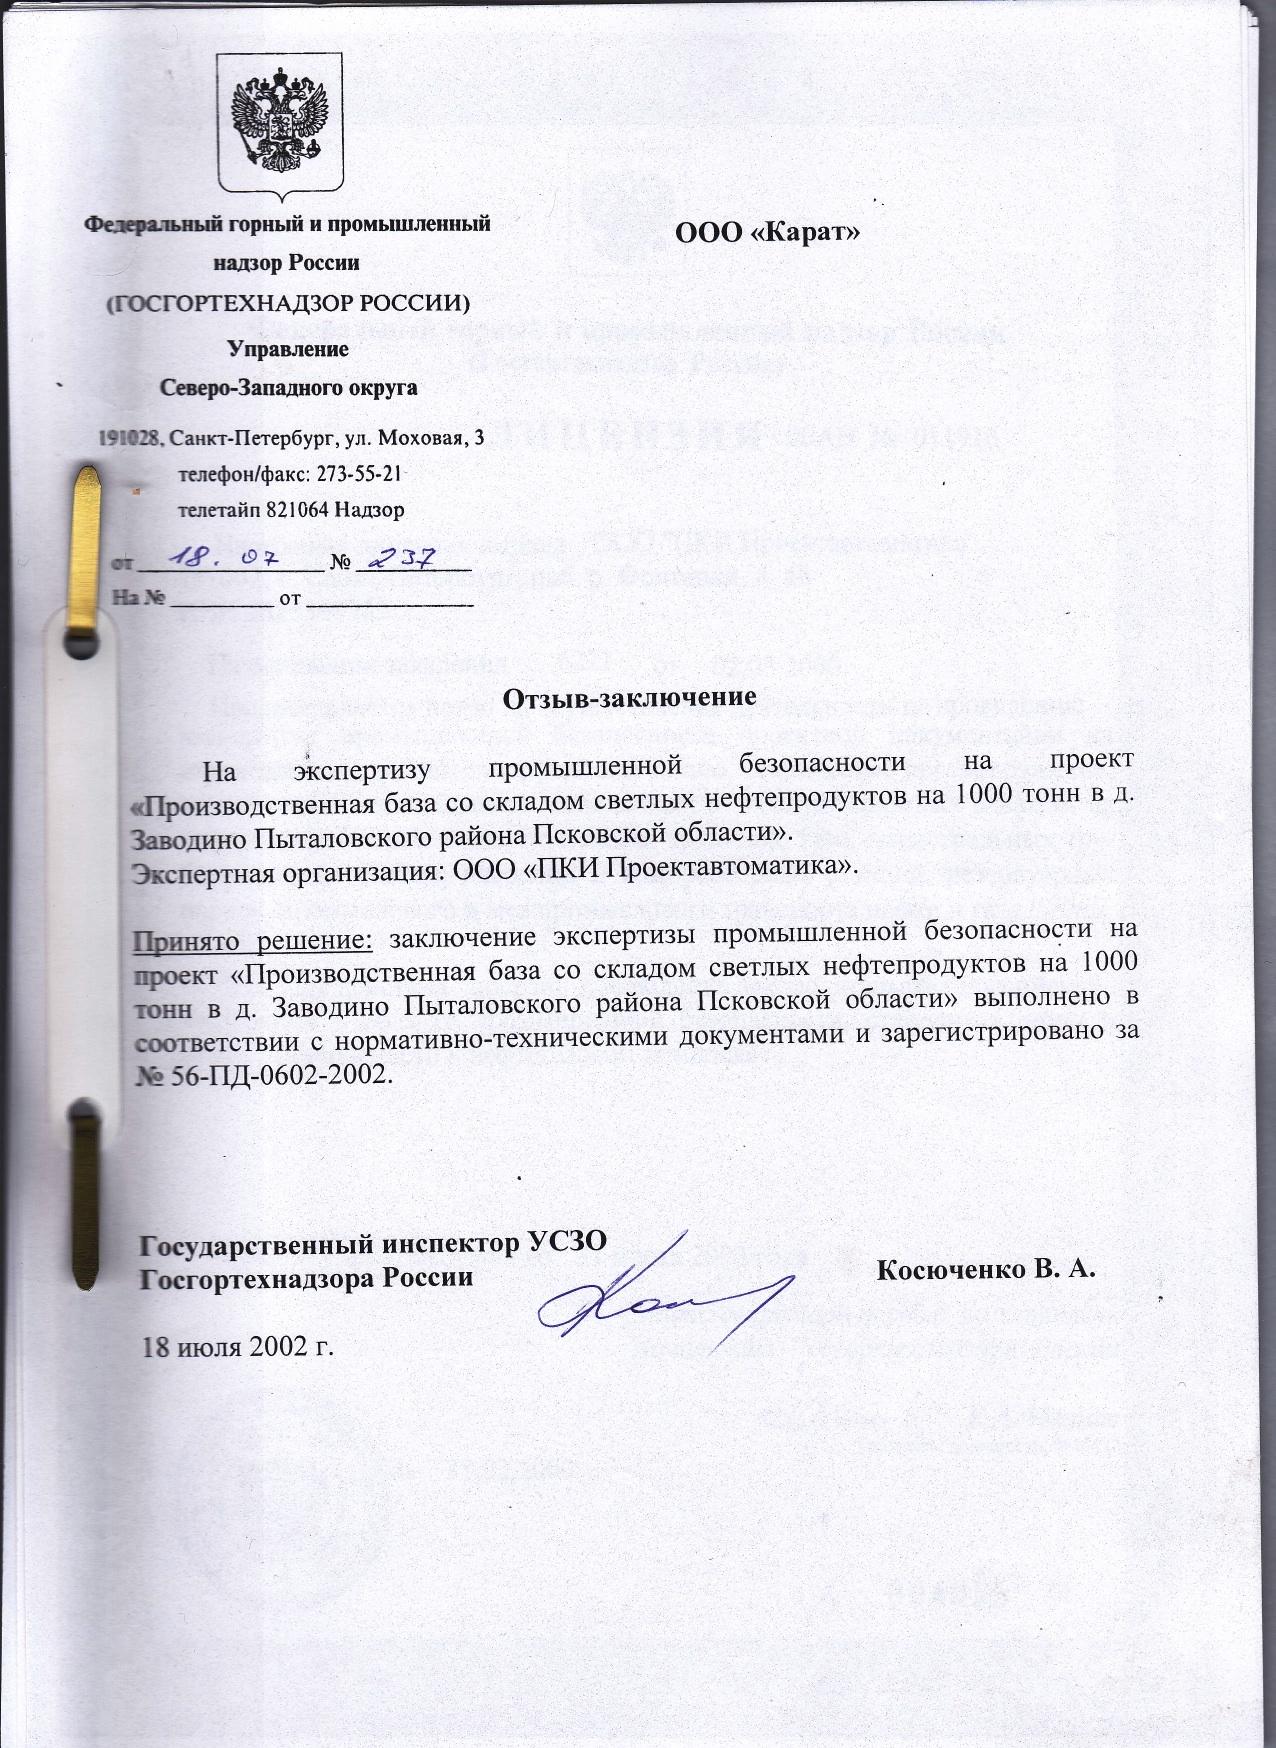 Федеральный горный и промышленный
надзор России
(ГОСГОРТЕХНАДЗОР РОССИИ)
Управление
Северо-Западного округа
191028, Санкт-Петербург, ул. Моховая, 3
телефон/факс: 273-55-21
телетайп 821064 Надзор
от 18. 07 № 237
На № __________ от ________________
ООО «Карат»
Отзыв-заключение
На экспертизу промышленной безопасности на проект
«Производственная база со складом светлых нефтепродуктов на 1000 тонн в д.
Заводино Пыталовского района Псковской области».
Экспертная организация: ООО «ПКИ Проектавтоматика».
Принято решение: заключение экспертизы промышленной безопасности на
проект «Производственная база со складом светлых нефтепродуктов на 1000
тонн в д. Заводино Пыталовского района Псковской области» выполнено в
соответствии с нормативно-техническими документами и зарегистрировано за
№ 56-ПД-0602-2002.
Государственный инспектор УСЗО
Госгортехнадзора России
Косюченко В. А.
18 июля 2002 г.